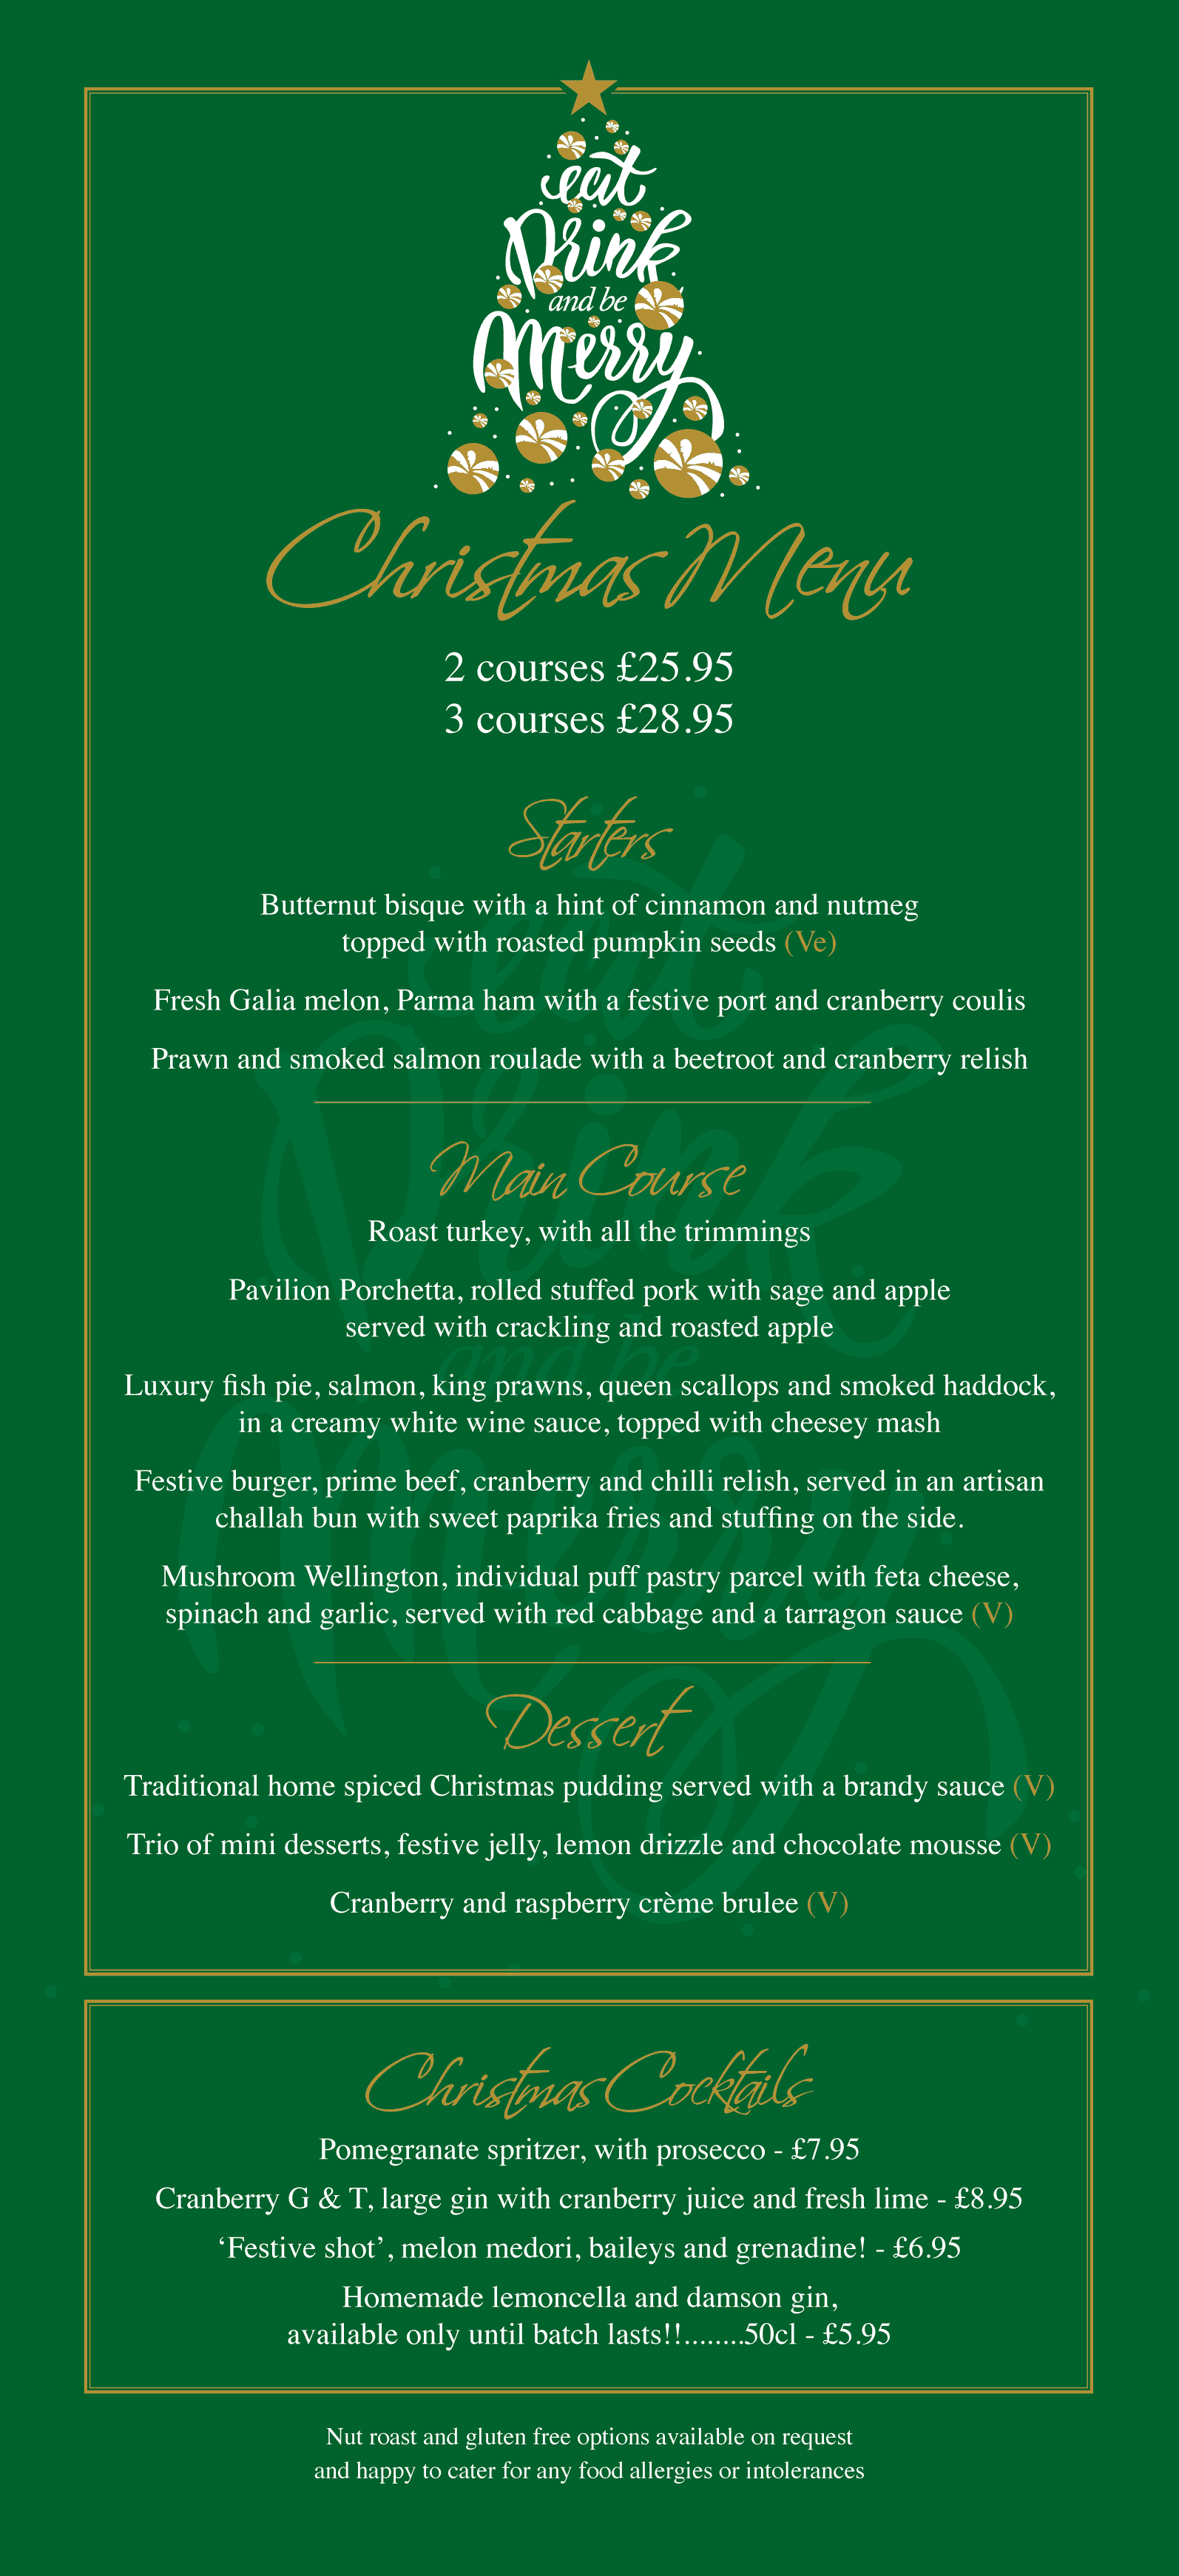 eat
Drink
and be
Merry
Christmas Menu
2 courses £25.95
3 courses £28.95
Starters
Butternut bisque with a hint of cinnamon and nutmeg
topped with roasted pumpkin seeds (Ve)
Fresh Galia melon, Parma ham with a festive port and cranberry coulis
Prawn and smoked salmon roulade with a beetroot and cranberry relish
Main Course
Roast turkey, with all the trimmings
Pavilion Porchetta, rolled stuffed pork with sage and apple
served with crackling and roasted apple
Luxury fish pie, salmon, king prawns, queen scallops and smoked haddock,
in a creamy white wine sauce, topped with cheesey mash
Festive burger, prime beef, cranberry and chilli relish, served in an artisan
challah bun with sweet paprika fries and stuffing on the side.
Mushroom Wellington, individual puff pastry parcel with feta cheese,
spinach and garlic, served with red cabbage and a tarragon sauce (V)
Dessert
Traditional home spiced Christmas pudding served with a brandy sauce (V)
Trio of mini desserts, festive jelly, lemon drizzle and chocolate mousse (V)
Cranberry and raspberry crème brulee (V)
Christmas Cocktails
Pomegranate spritzer, with prosecco - £7.95
Cranberry G & T, large gin with cranberry juice and fresh lime - £8.95
‘Festive shot’, melon medori, baileys and grenadine! - £6.95
Homemade lemoncella and damson gin,
available only until batch lasts!!........50cl - £5.95
Nut roast and gluten free options available on request
and happy to cater for any food allergies or intolerances